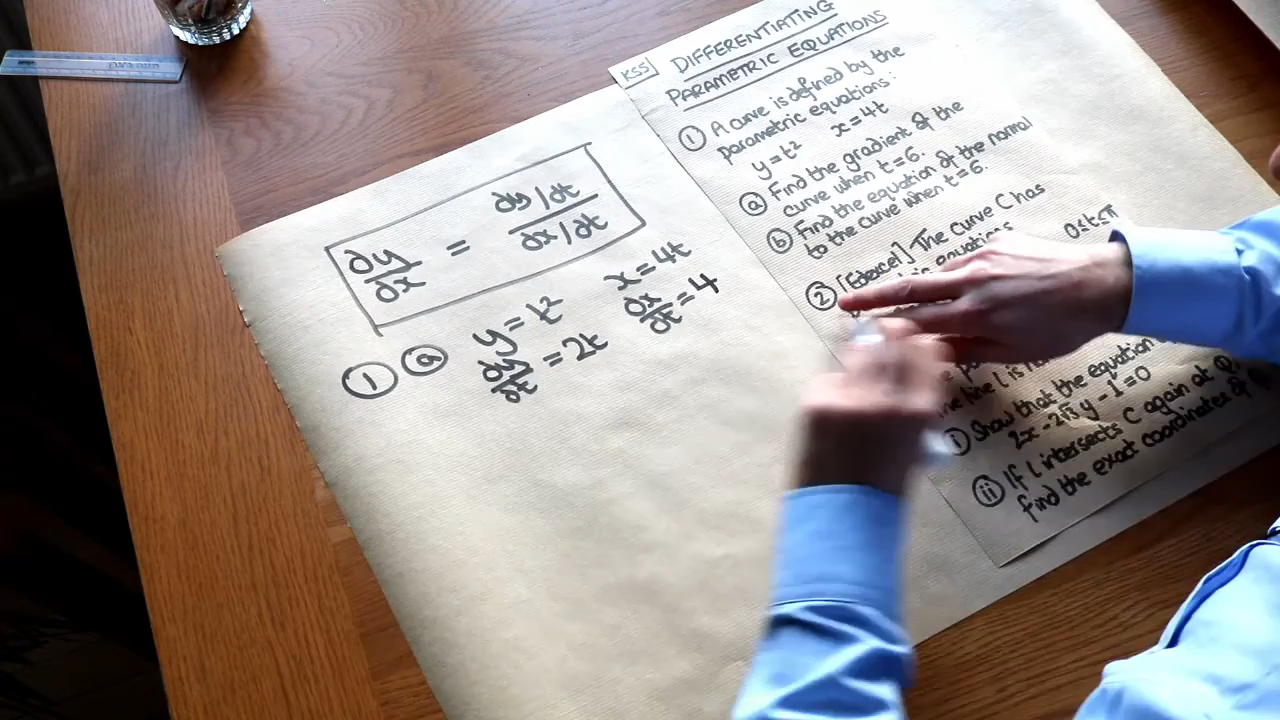 KS5
DIFFERENTIATING
PARAMETRIC EQUATIONS
① A curve is defined by the
parametric equations:
y = t² x = 4t
ⓐ Find the gradient of the
curve when t = 6.
ⓑ Find the equation of the normal
to the curve when t = 6.
② [Edexcel] The curve C has
equations
0 ≤ t ≤ π
line l is
ⓘ Show that the equation
2x - 2√3 y - 1 = 0
ⓘⓘ If l intersects C again at Q,
find the exact coordinates of
dy/dx = (dy/dt)/(dx/dt)
① ⓐ y = t² x = 4t
dy/dt = 2t dx/dt = 4